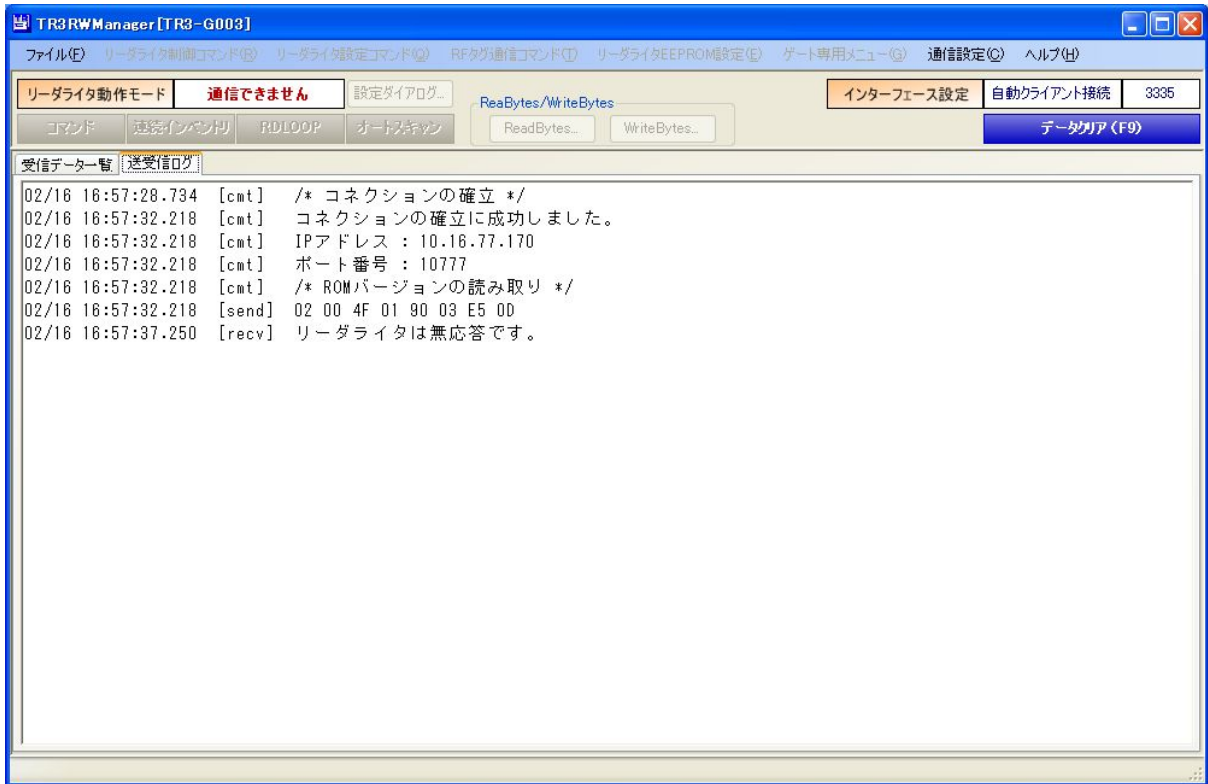 TR3RWManager[TR3-G003]
ファイル(F) リーダライタ制御コマンド(R) リーダライタ設定コマンド(Q) RFタグ通信コマンド(T) リーダライタEEPROM設定(E) ゲート専用メニュー(G) 通信設定(C) ヘルプ(H)
リーダライタ動作モード 通信できません 設定ダイアログ... ReaBytes/WriteBytes インターフェース設定 自動クライアント接続 3335
コマンド 連続インベントリ RDLOOP オートスキャン ReadBytes... WriteBytes... データクリア(F9)
受信データ一覧 送受信ログ
02/16 16:57:28.734 [cmt] /* コネクションの確立 */
02/16 16:57:32.218 [cmt] コネクションの確立に成功しました。
02/16 16:57:32.218 [cmt] IPアドレス : 10.16.77.170
02/16 16:57:32.218 [cmt] ポート番号 : 10777
02/16 16:57:32.218 [cmt] /* ROMバージョンの読み取り */
02/16 16:57:32.218 [send] 02 00 4F 01 90 03 E5 0D
02/16 16:57:37.250 [recv] リーダライタは無応答です。